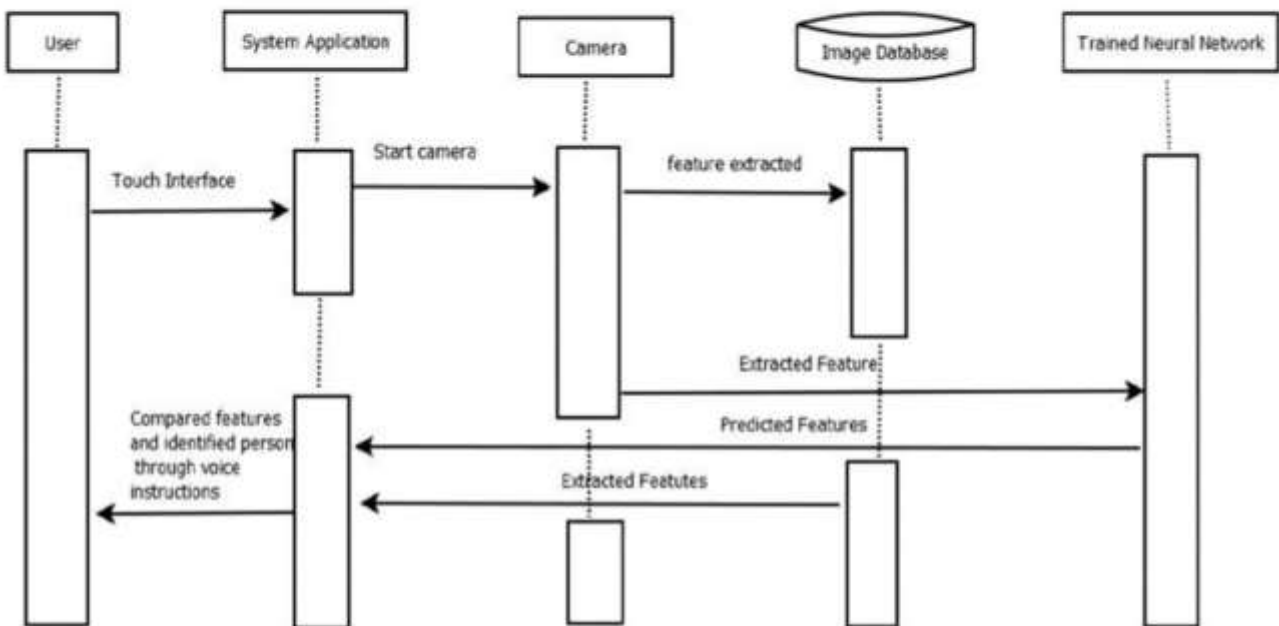 User
System Application
Camera
Image Database
Trained Neural Network
Start camera
feature extracted
Touch Interface
Extracted Feature
Predicted Features
Compared features
and identified person
through voice
instructions
Extracted Featutes